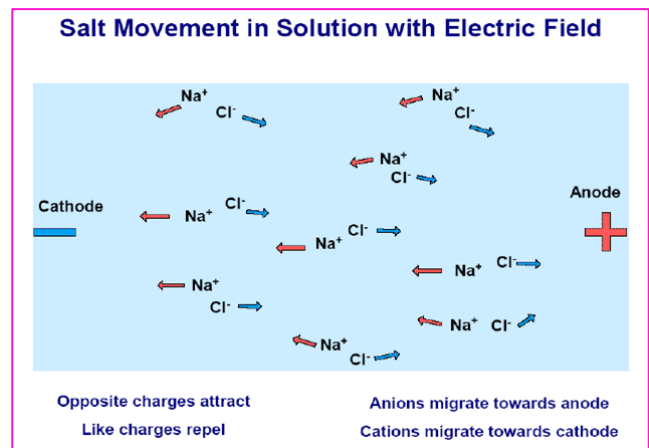 Salt Movement in Solution with Electric Field
Na⁺
Cl⁻
Na⁺
Cl⁻
Na⁺
Cl⁻
Cathode
Anode
Na⁺
Cl⁻
Na⁺
Cl⁻
Na⁺
Cl⁻
Na⁺
Cl⁻
Na⁺
Cl⁻
Na⁺
Cl⁻
Opposite charges attract
Like charges repel
Anions migrate towards anode
Cations migrate towards cathode